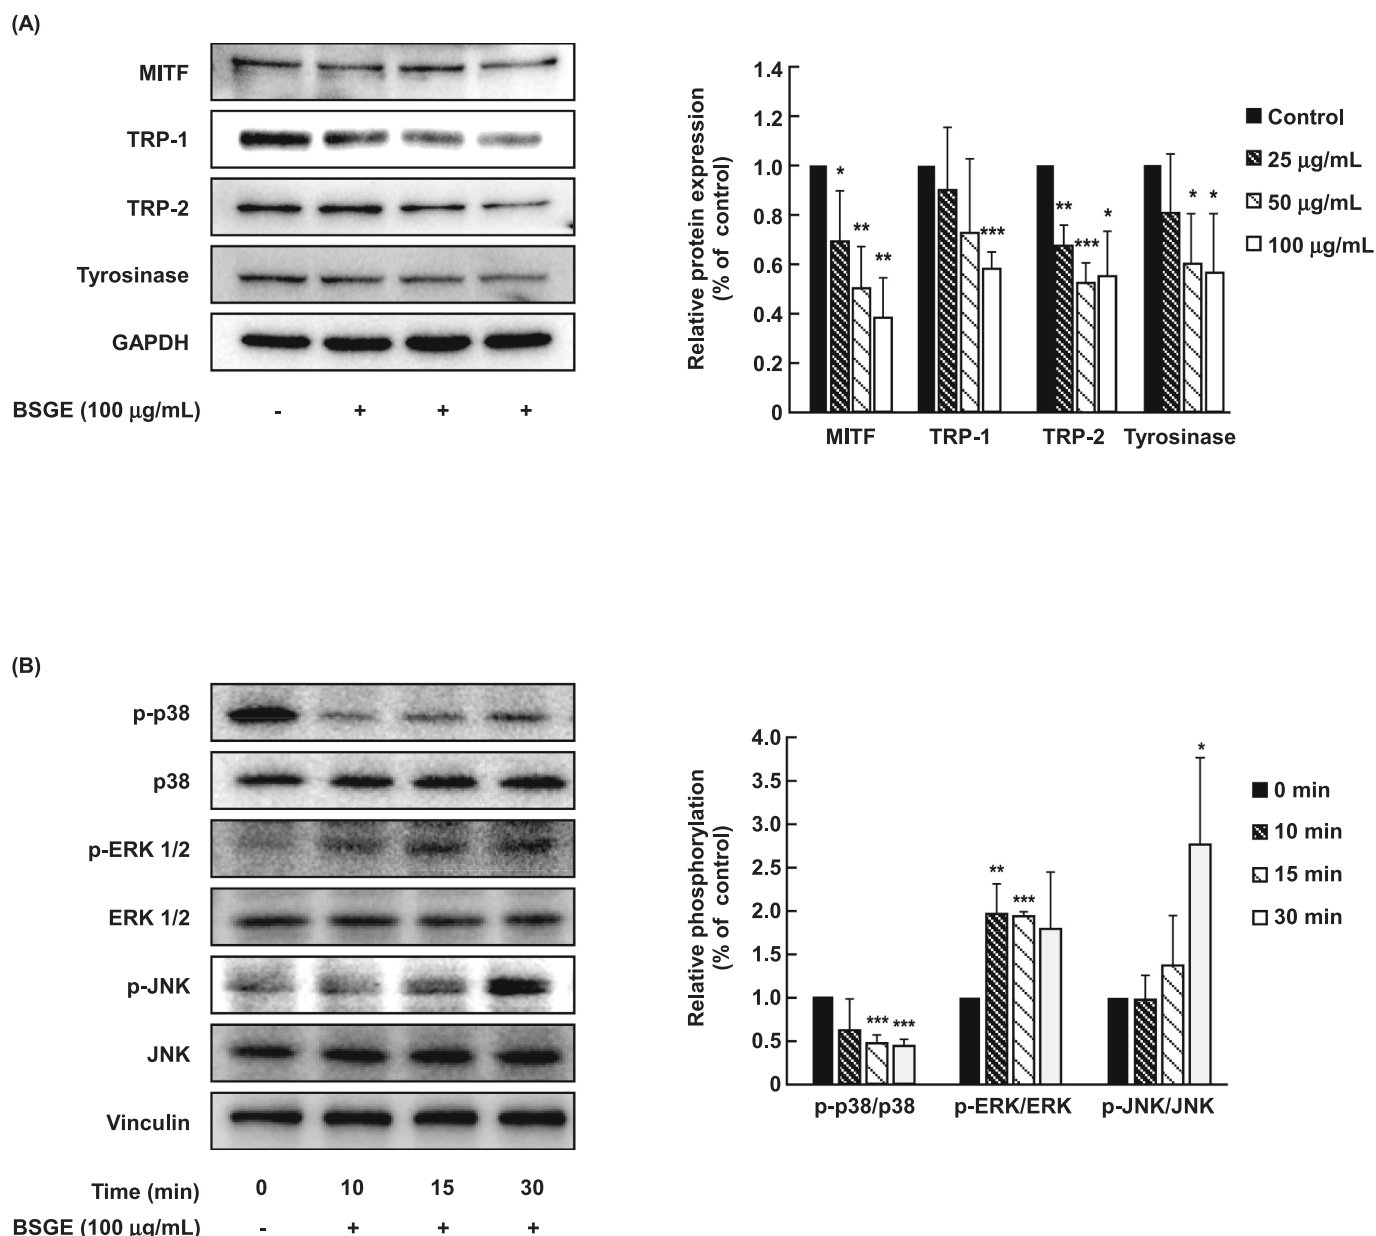 (A)
MITF
TRP-1
TRP-2
Tyrosinase
GAPDH
BSGE (100 µg/mL)
- + + +
Relative protein expression
(% of control)
1.4
1.2
1.0
0.8
0.6
0.4
0.2
0
* ** **
***
** *** *
* *
MITF TRP-1 TRP-2 Tyrosinase
Control
25 µg/mL
50 µg/mL
100 µg/mL
(B)
p-p38
p38
p-ERK 1/2
ERK 1/2
p-JNK
JNK
Vinculin
Time (min) 0 10 15 30
BSGE (100 µg/mL) - + + +
Relative phosphorylation
(% of control)
4.0
3.5
3.0
2.5
2.0
1.5
1.0
0.5
0
*** ***
** ***
*
p-p38/p38 p-ERK/ERK p-JNK/JNK
0 min
10 min
15 min
30 min